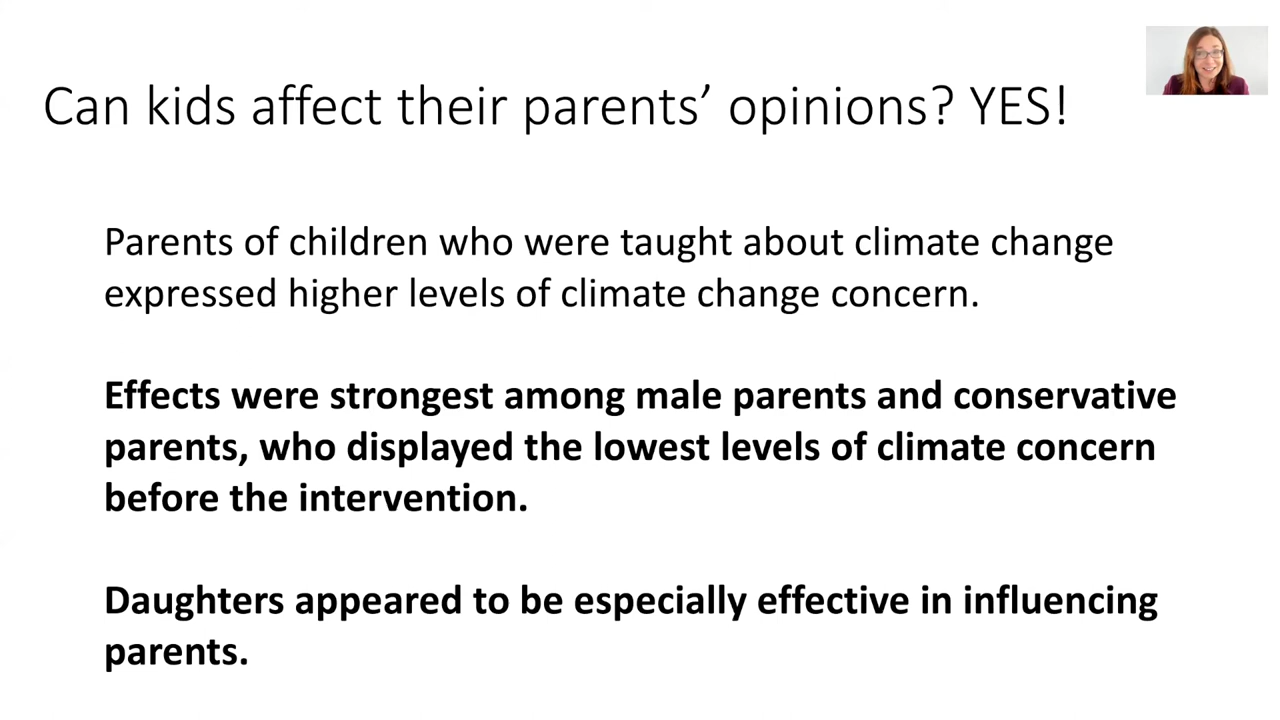 Can kids affect their parents’ opinions? YES!
Parents of children who were taught about climate change
expressed higher levels of climate change concern.
Effects were strongest among male parents and conservative
parents, who displayed the lowest levels of climate concern
before the intervention.
Daughters appeared to be especially effective in influencing
parents.